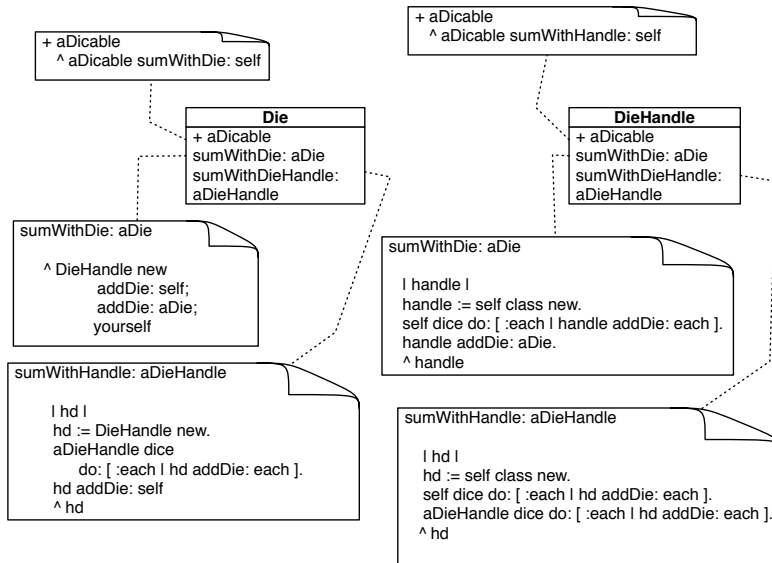 + aDicable
^ aDicable sumWithDie: self
Die
+ aDicable
sumWithDie: aDie
sumWithDieHandle:
aDieHandle
sumWithDie: aDie
^ DieHandle new
addDie: self;
addDie: aDie;
yourself
sumWithHandle: aDieHandle
| hd |
hd := DieHandle new.
aDieHandle dice
do: [ :each | hd addDie: each ].
hd addDie: self
^ hd
+ aDicable
^ aDicable sumWithHandle: self
DieHandle
+ aDicable
sumWithDie: aDie
sumWithDieHandle:
aDieHandle
sumWithDie: aDie
| handle |
handle := self class new.
self dice do: [ :each | handle addDie: each ].
handle addDie: aDie.
^ handle
sumWithHandle: aDieHandle
| hd |
hd := self class new.
self dice do: [ :each | hd addDie: each ].
aDieHandle dice do: [ :each | hd addDie: each ].
^ hd